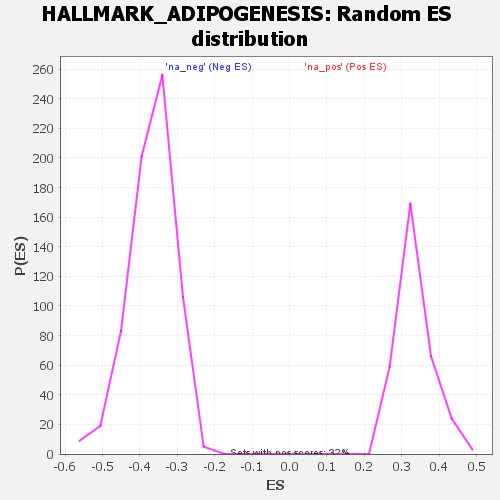 HALLMARK_ADIPOGENESIS: Random ES
distribution
'na_neg' (Neg ES)
'na_pos' (Pos ES)
260
240
220
200
180
160
140
120
100
80
60
40
20
0
P(ES)
Sets with pos scores: 32%
-0.6 -0.5 -0.4 -0.3 -0.2 -0.1 0.0 0.1 0.2 0.3 0.4 0.5
ES